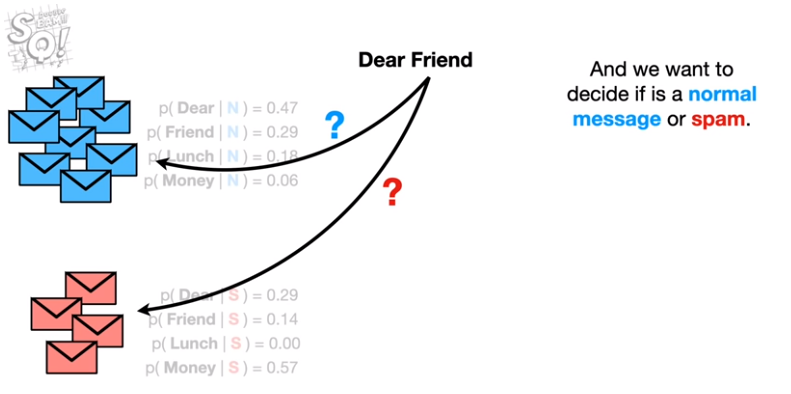 SQ!
Dear Friend
And we want to
decide if is a normal
message or spam.
p( Dear | N ) = 0.47
p( Friend | N ) = 0.29
p( Lunch | N ) = 0.18
p( Money | N ) = 0.06
?
?
p( Dear | S ) = 0.29
p( Friend | S ) = 0.14
p( Lunch | S ) = 0.00
p( Money | S ) = 0.57